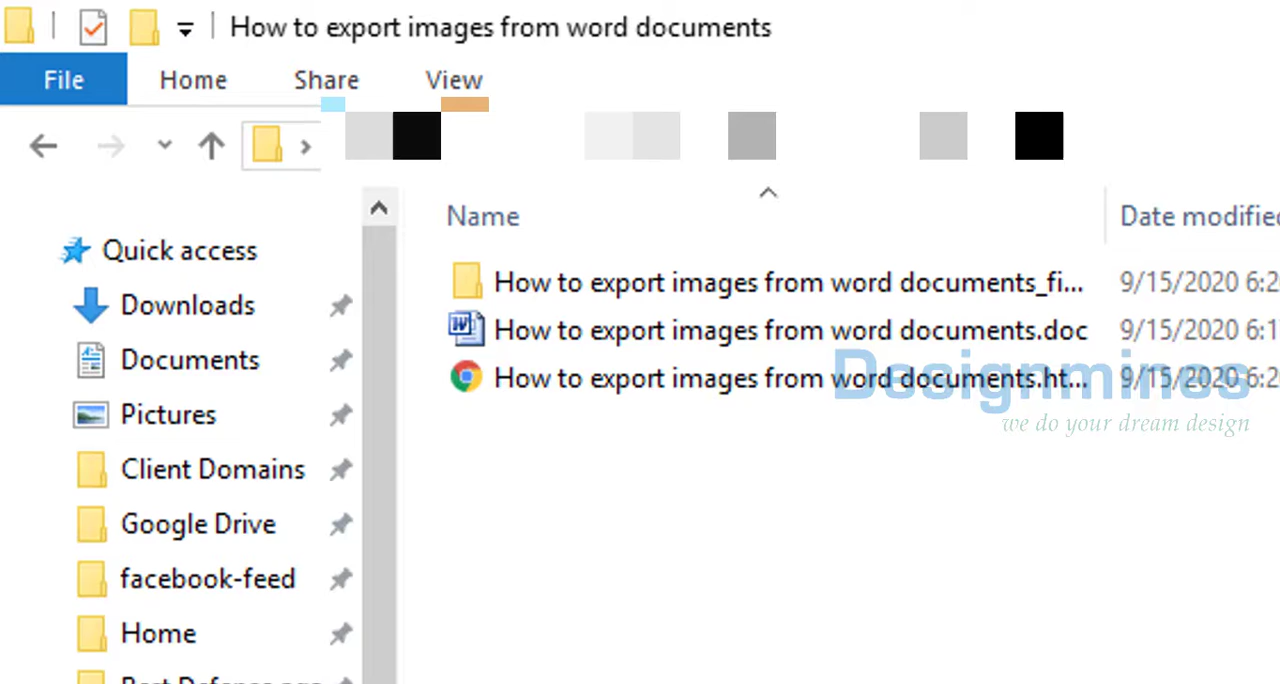 How to export images from word documents
File Home Share View
Name Date modified
Quick access
How to export images from word documents_fi... 9/15/2020 6:2
Downloads
How to export images from word documents.doc 9/15/2020 6:1
Documents
How to export images from word documents.ht... 9/15/2020 6:2
Designmines
we do your dream design
Pictures
Client Domains
Google Drive
facebook-feed
Home